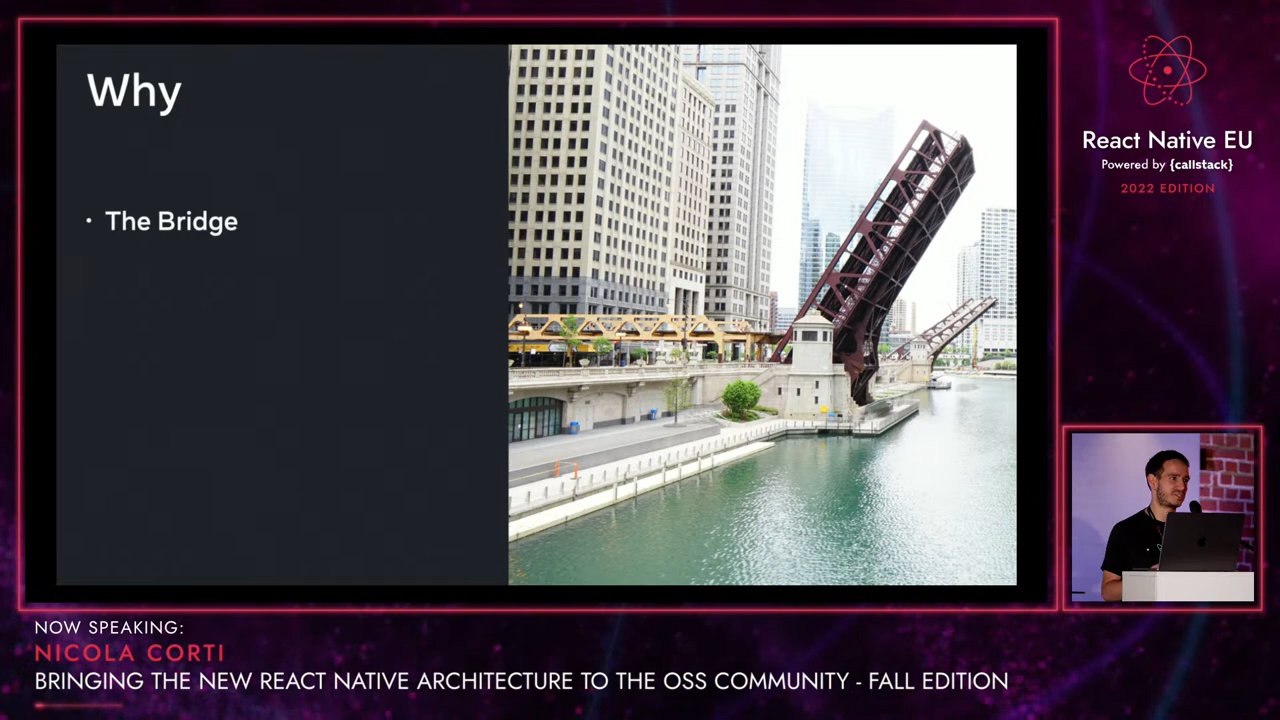 Why
• The Bridge
React Native EU
Powered by {callstack}
2022 EDITION
NOW SPEAKING:
NICOLA CORTI
BRINGING THE NEW REACT NATIVE ARCHITECTURE TO THE OSS COMMUNITY - FALL EDITION